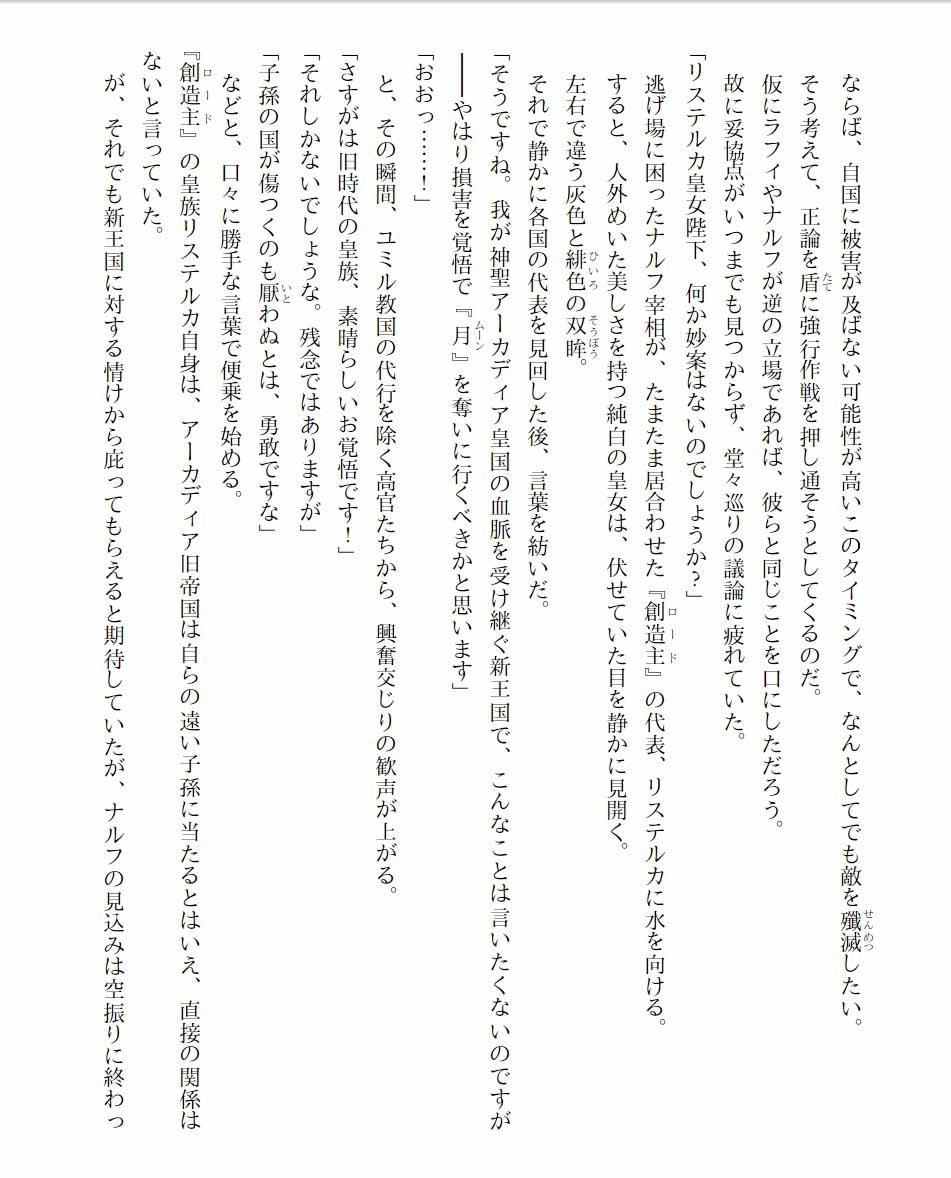 ならば、自国に被害が及ばない可能性が高いこのタイミングで、なんとしてでも敵を殲滅したい。
そう考えて、正論を盾に強行作戦を押し通そうとしてくるのだ。
仮にラフィやナルフが逆の立場であれば、彼らと同じことを口にしただろう。
故に妥協点がいつまでも見つからず、堂々巡りの議論に疲れていた。
「リステルカ皇女陛下、何か妙案はないのでしょうか?」
逃げ場に困ったナルフ宰相が、たまたま居合わせた『創造主』の代表、リステルカに水を向ける。
すると、人外めいた美しさを持つ純白の皇女は、伏せていた目を静かに見開く。
左右で違う灰色と緋色の双眸。
それで静かに各国の代表を見回した後、言葉を紡いだ。
「そうですね。我が神聖アーカディア皇国の血脈を受け継ぐ新王国で、こんなことは言いたくないのですが
――やはり損害を覚悟で『月』を奪いに行くべきかと思います」
「おおっ……!」
と、その瞬間、ユミル教国の代行を除く高官たちから、興奮交じりの歓声が上がる。
「さすがは旧時代の皇族、素晴らしいお覚悟です!」
「それしかないでしょうな。残念ではありますが」
「子孫の国が傷つくのも厭わぬとは、勇敢ですな」
などと、口々に勝手な言葉で便乗を始める。
『創造主』の皇族リステルカ自身は、アーカディア旧帝国は自らの遠い子孫に当たるとはいえ、直接の関係は
ないと言っていた。
が、それでも新王国に対する情けから庇ってもらえると期待していたが、ナルフの見込みは空振りに終わっ